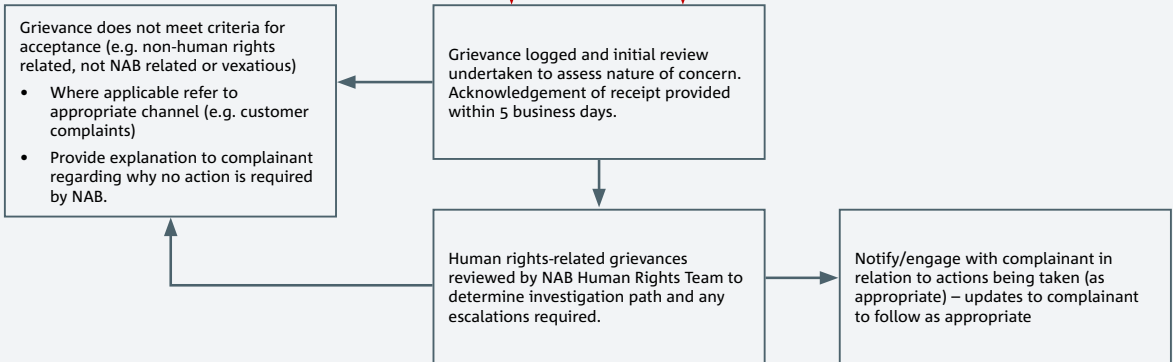 Grievance does not meet criteria for
acceptance (e.g. non-human rights
related, not NAB related or vexatious)
• Where applicable refer to
appropriate channel (e.g. customer
complaints)
• Provide explanation to complainant
regarding why no action is required
by NAB.
Grievance logged and initial review
undertaken to assess nature of concern.
Acknowledgement of receipt provided
within 5 business days.
Human rights-related grievances
reviewed by NAB Human Rights Team to
determine investigation path and any
escalations required.
Notify/engage with complainant in
relation to actions being taken (as
appropriate) – updates to complainant
to follow as appropriate